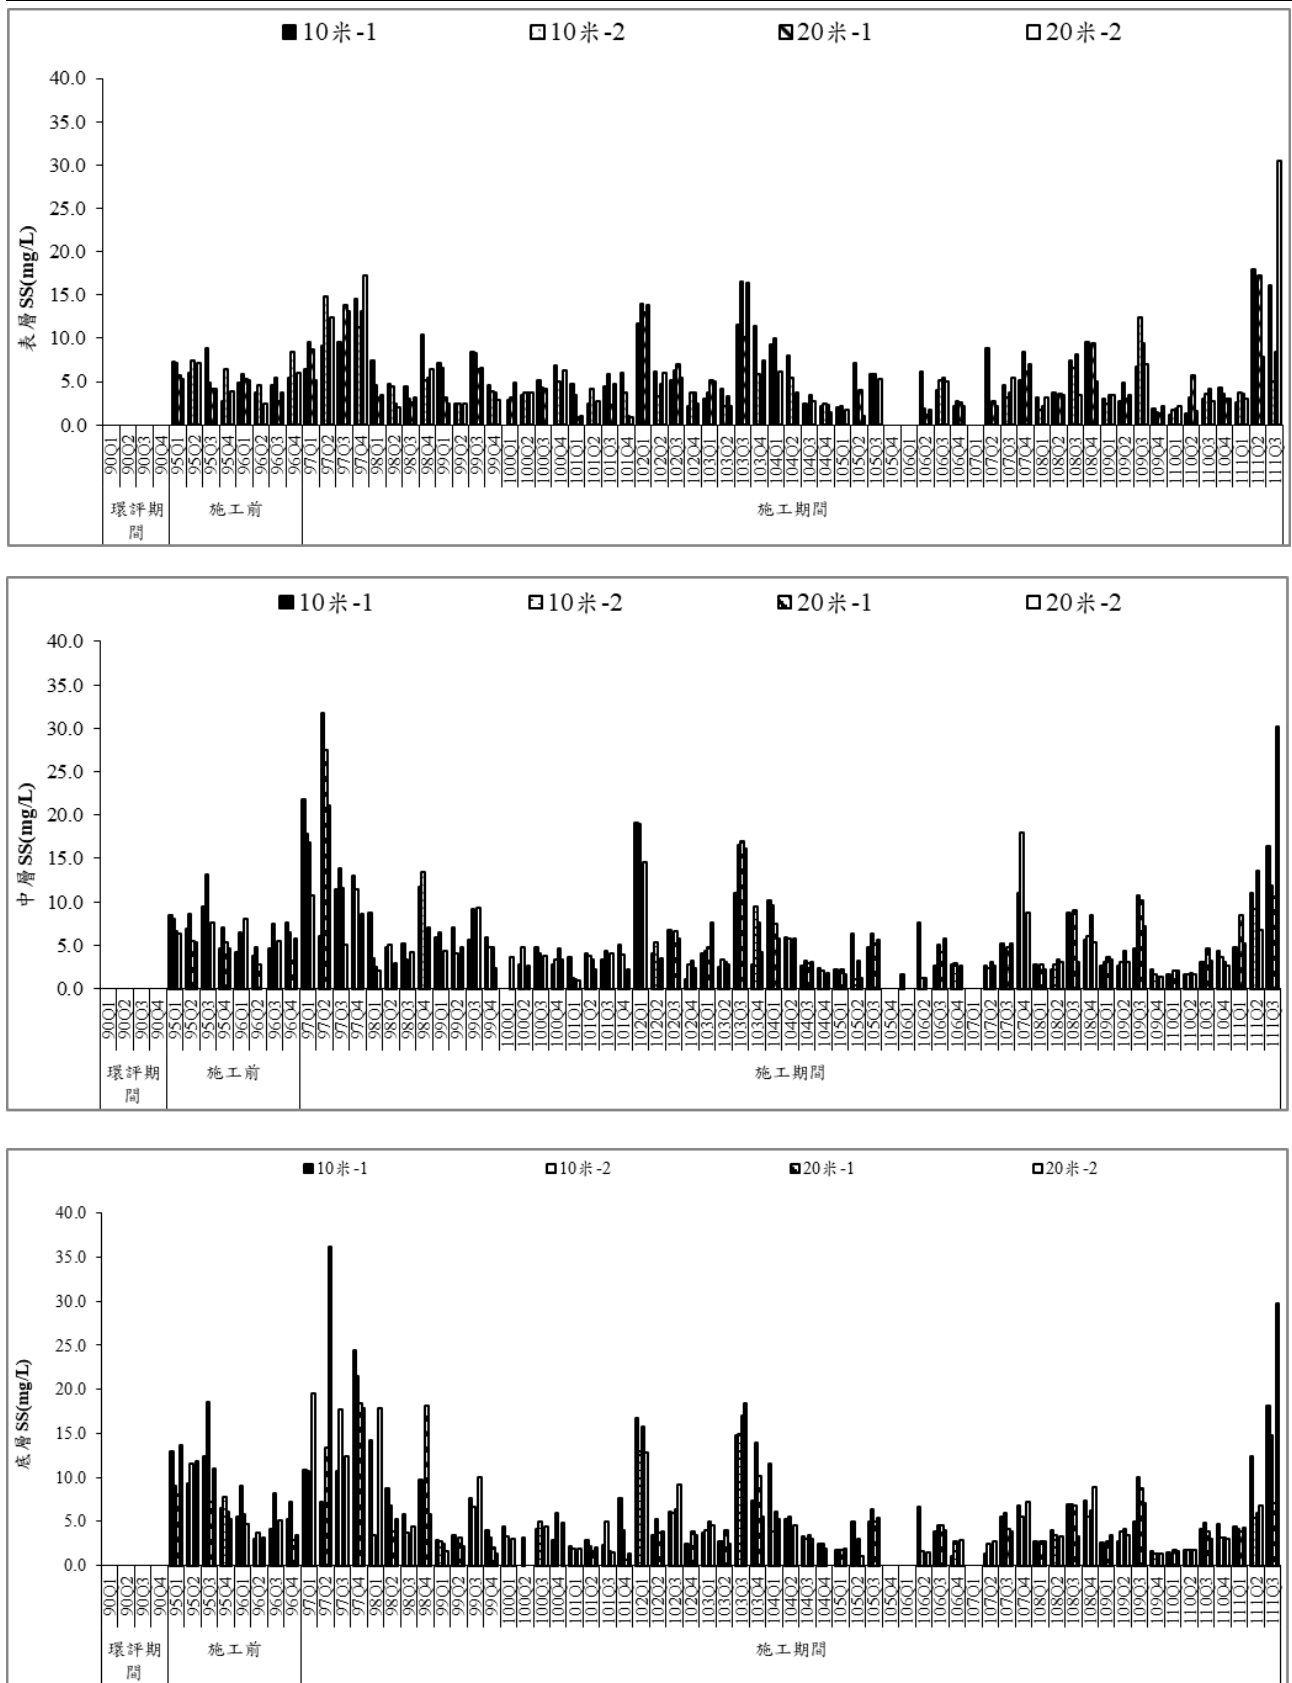 10米-1 10米-2 20米-1 20米-2
40.0
35.0
30.0
25.0
20.0
15.0
10.0
5.0
0.0
表層SS(mg/L)
90Q1 90Q2 90Q3 90Q4 95Q1 95Q2 95Q3 95Q4 96Q1 96Q2 96Q3 96Q4 97Q1 97Q2 97Q3 97Q4 98Q1 98Q2 98Q3 98Q4 99Q1 99Q2 99Q3 99Q4 100Q1 100Q2 100Q3 100Q4 101Q1 101Q2 101Q3 101Q4 102Q1 102Q2 102Q3 102Q4 103Q1 103Q2 103Q3 103Q4 104Q1 104Q2 104Q3 104Q4 105Q1 105Q2 105Q3 105Q4 106Q1 106Q2 106Q3 106Q4 107Q1 107Q2 107Q3 107Q4 108Q1 108Q2 108Q3 108Q4 109Q1 109Q2 109Q3 109Q4 110Q1 110Q2 110Q3 110Q4 111Q1 111Q2 111Q3
環評期 施工前 施工期間
間
10米-1 10米-2 20米-1 20米-2
40.0
35.0
30.0
25.0
20.0
15.0
10.0
5.0
0.0
中層SS(mg/L)
90Q1 90Q2 90Q3 90Q4 95Q1 95Q2 95Q3 95Q4 96Q1 96Q2 96Q3 96Q4 97Q1 97Q2 97Q3 97Q4 98Q1 98Q2 98Q3 98Q4 99Q1 99Q2 99Q3 99Q4 100Q1 100Q2 100Q3 100Q4 101Q1 101Q2 101Q3 101Q4 102Q1 102Q2 102Q3 102Q4 103Q1 103Q2 103Q3 103Q4 104Q1 104Q2 104Q3 104Q4 105Q1 105Q2 105Q3 105Q4 106Q1 106Q2 106Q3 106Q4 107Q1 107Q2 107Q3 107Q4 108Q1 108Q2 108Q3 108Q4 109Q1 109Q2 109Q3 109Q4 110Q1 110Q2 110Q3 110Q4 111Q1 111Q2 111Q3
環評期 施工前 施工期間
間
10米-1 10米-2 20米-1 20米-2
40.0
35.0
30.0
25.0
20.0
15.0
10.0
5.0
0.0
底層SS(mg/L)
90Q1 90Q2 90Q3 90Q4 95Q1 95Q2 95Q3 95Q4 96Q1 96Q2 96Q3 96Q4 97Q1 97Q2 97Q3 97Q4 98Q1 98Q2 98Q3 98Q4 99Q1 99Q2 99Q3 99Q4 100Q1 100Q2 100Q3 100Q4 101Q1 101Q2 101Q3 101Q4 102Q1 102Q2 102Q3 102Q4 103Q1 103Q2 103Q3 103Q4 104Q1 104Q2 104Q3 104Q4 105Q1 105Q2 105Q3 105Q4 106Q1 106Q2 106Q3 106Q4 107Q1 107Q2 107Q3 107Q4 108Q1 108Q2 108Q3 108Q4 109Q1 109Q2 109Q3 109Q4 110Q1 110Q2 110Q3 110Q4 111Q1 111Q2 111Q3
環評期 施工前 施工期間
間